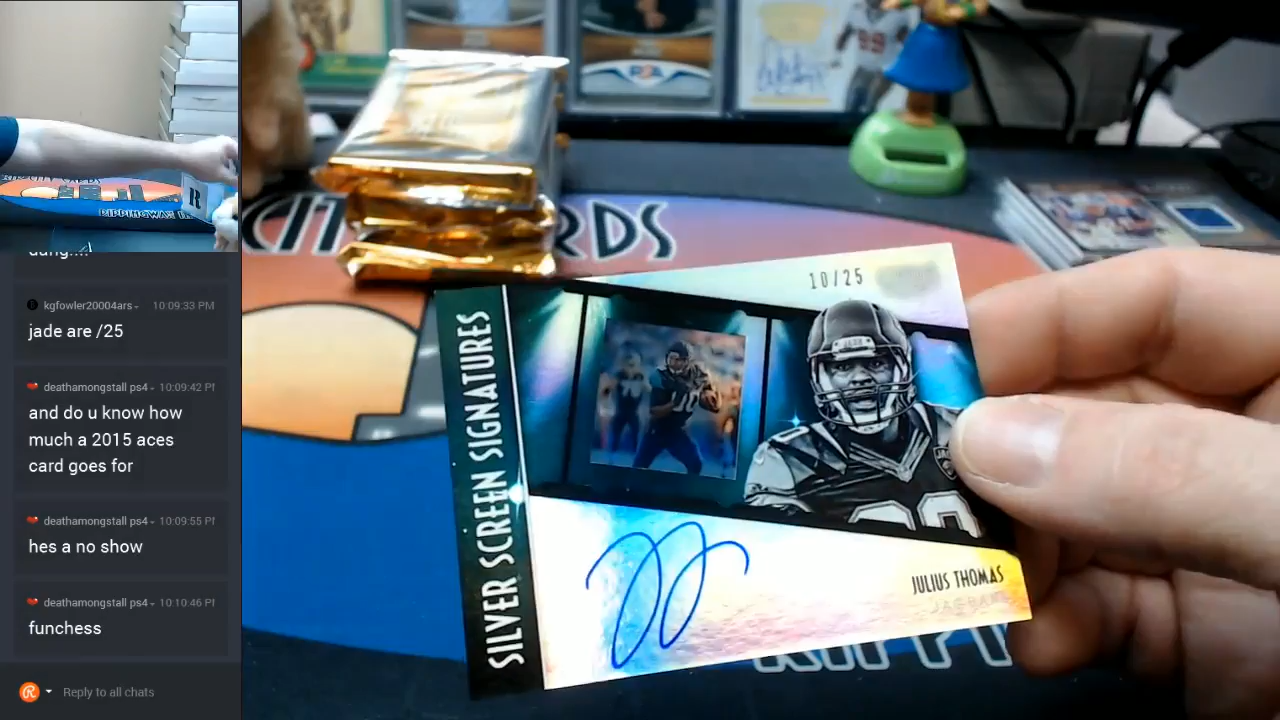 dang....
kgfowler20004ars 10:09:33 PM
jade are /25
deathamongstall ps4 10:09:42 PM
and do u know how
much a 2015 aces
card goes for
deathamongstall ps4 10:09:55 PM
hes a no show
deathamongstall ps4 10:10:46 PM
funchess
Reply to all chats
R
99
PSA
10/25
SILVER SCREEN SIGNATURES
JULIUS THOMAS
JAGUARS